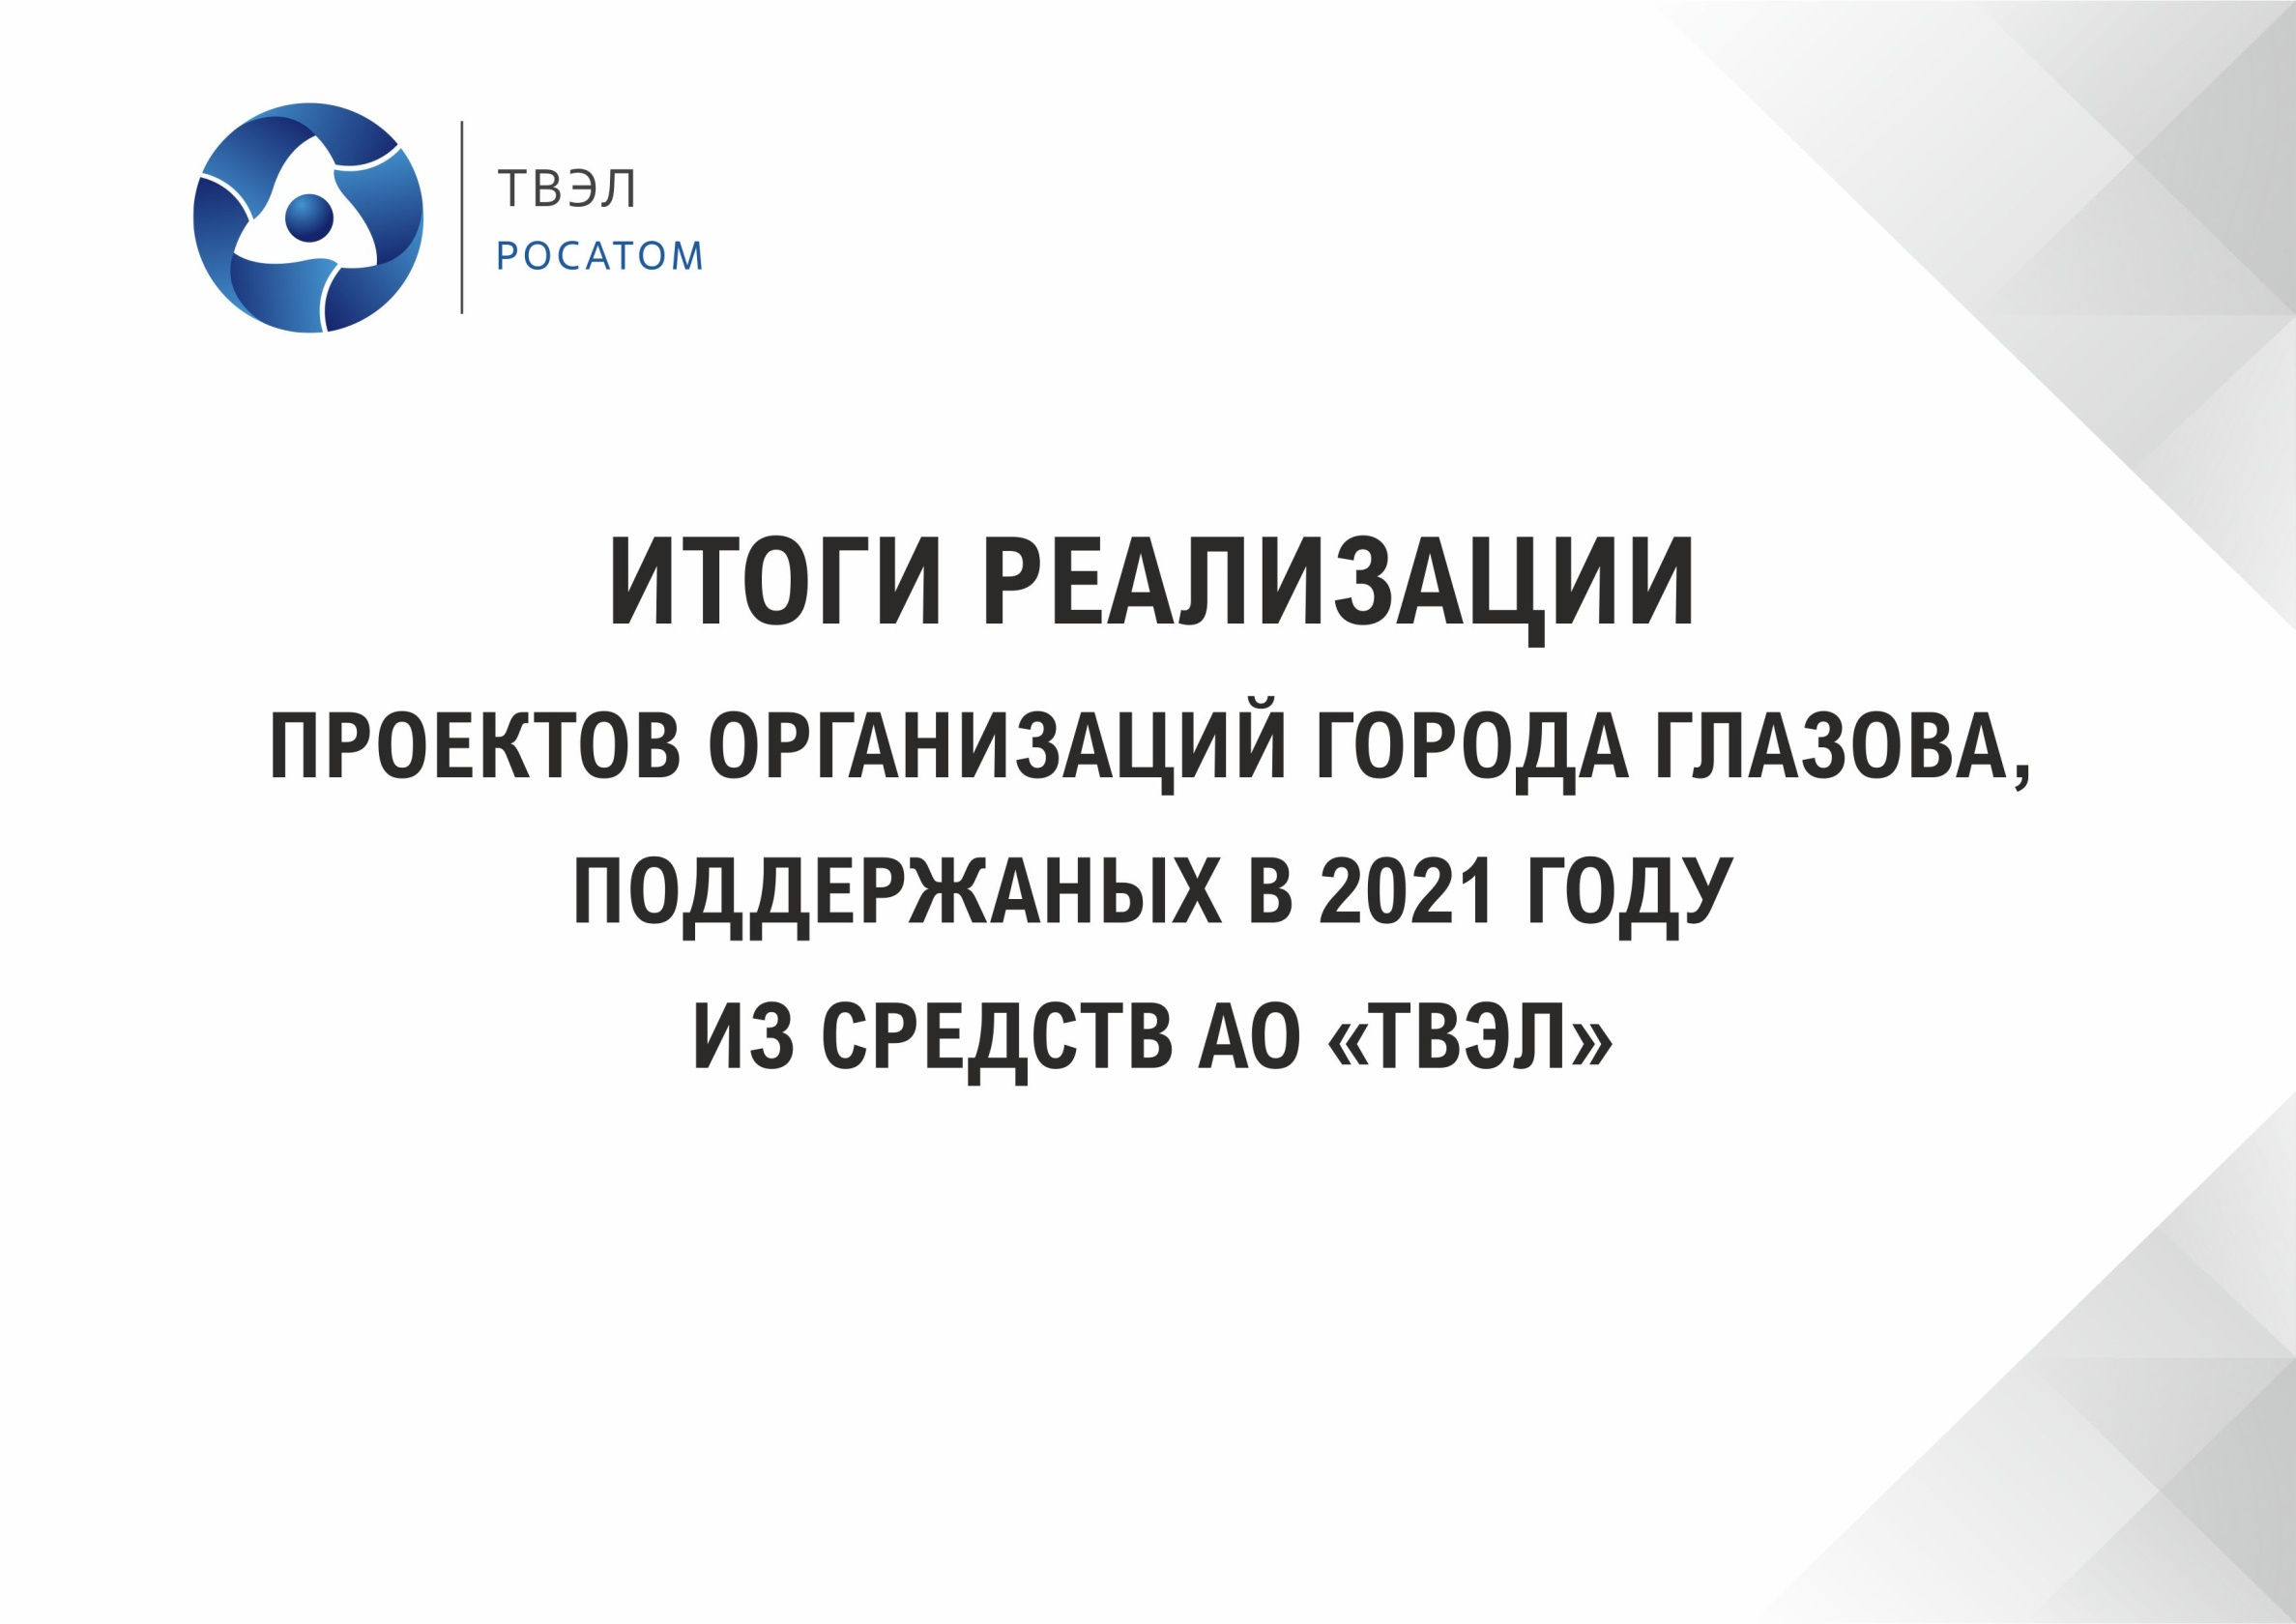 ТВЭЛ
РОСАТОМ
ИТОГИ РЕАЛИЗАЦИИ
ПРОЕКТОВ ОРГАНИЗАЦИЙ ГОРОДА ГЛАЗОВА,
ПОДДЕРЖАНЫХ В 2021 ГОДУ
ИЗ СРЕДСТВ АО «ТВЭЛ»